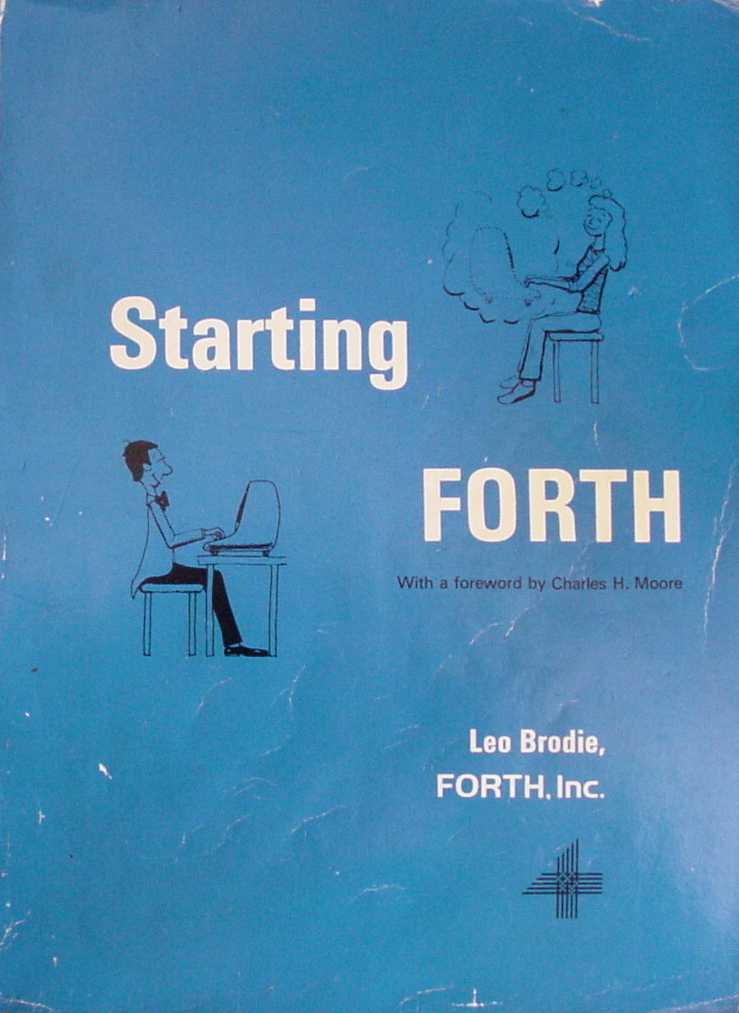 Starting
FORTH
With a foreword by Charles H. Moore
Leo Brodie,
FORTH, Inc.